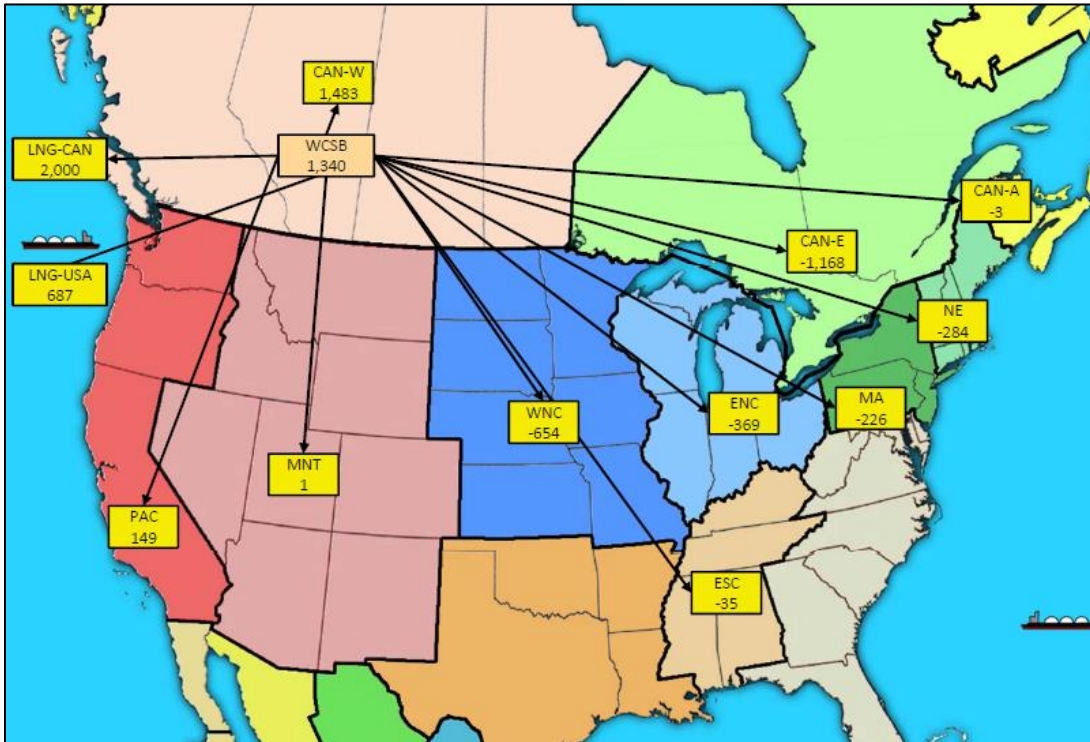 CAN-W
1,483
LNG-CAN
2,000
WCSB
1,340
CAN-A
-3
CAN-E
-1,168
LNG-USA
687
NE
-284
WNC
-654
ENC
-369
MA
-226
MNT
1
PAC
149
ESC
-35